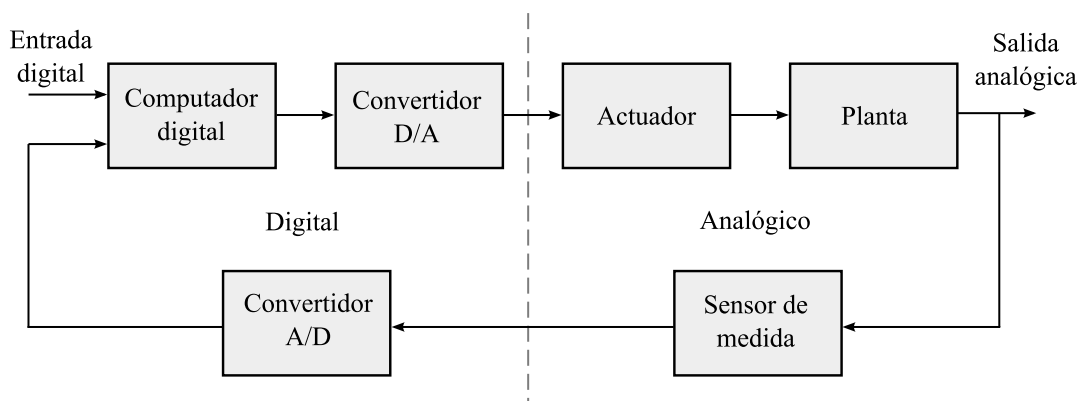 Entrada
digital
Computador
digital
Convertidor
D/A
Actuador
Planta
Salida
analógica
Digital
Analógico
Convertidor
A/D
Sensor de
medida